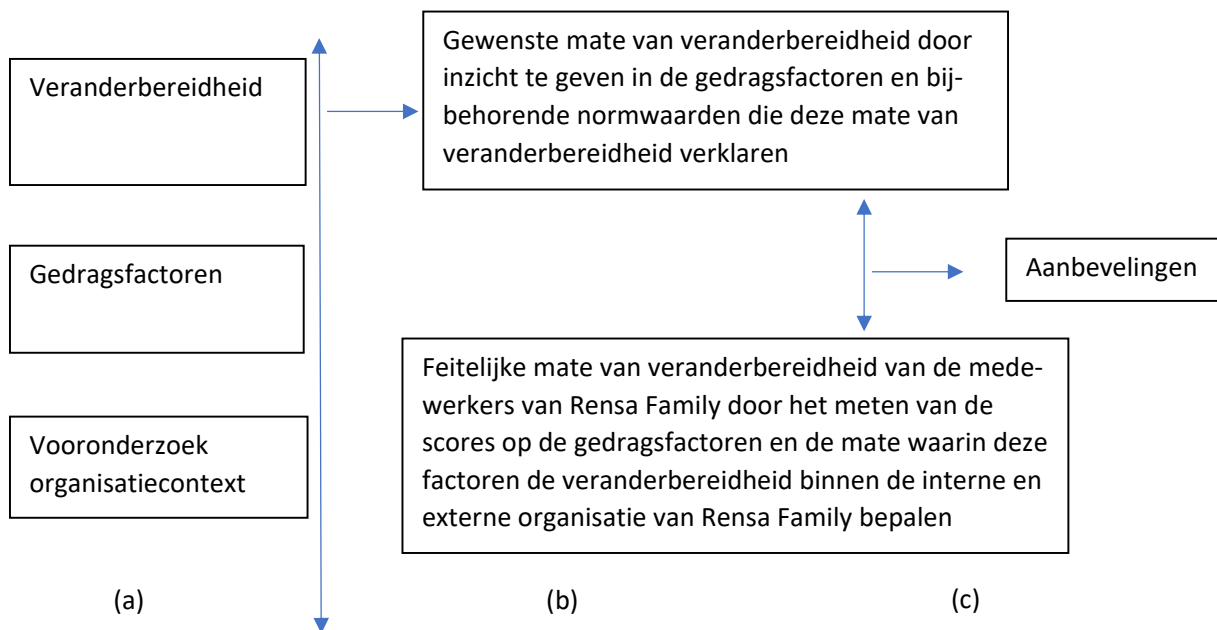 Veranderbereidheid
Gedragsfactoren
Vooronderzoek
organisatiecontext
Gewenste mate van veranderbereidheid door
inzicht te geven in de gedragsfactoren en bij-
behorende normwaarden die deze mate van
veranderbereidheid verklaren
Feitelijke mate van veranderbereidheid van de mede-
werkers van Rensa Family door het meten van de
scores op de gedragsfactoren en de mate waarin deze
factoren de veranderbereidheid binnen de interne en
externe organisatie van Rensa Family bepalen
Aanbevelingen
(a)
(b)
(c)